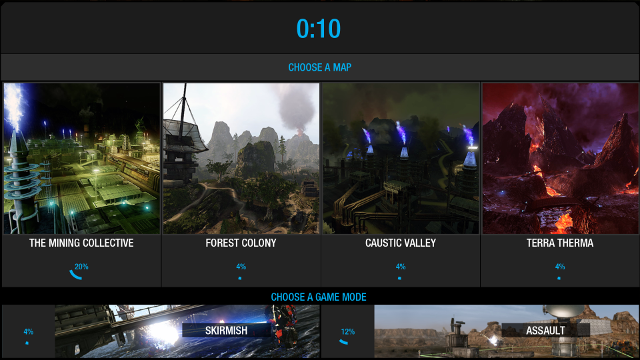 0:10
CHOOSE A MAP
THE MINING COLLECTIVE
FOREST COLONY
CAUSTIC VALLEY
TERRA THERMA
20%
4%
4%
4%
CHOOSE A GAME MODE
4%
SKIRMISH
12%
ASSAULT